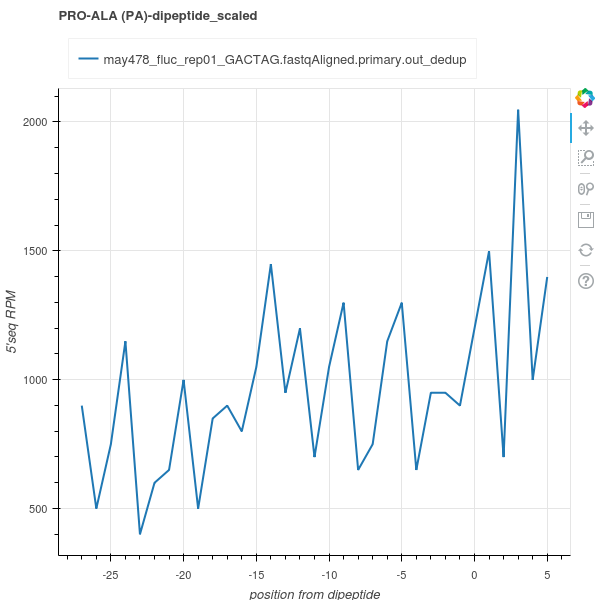 PRO-ALA (PA)-dipeptide_scaled
may478_fluc_rep01_GACTAG.fastqAligned.primary.out_dedup
2000
1500
1000
500
5'seq RPM
-25 -20 -15 -10 -5 0 5
position from dipeptide